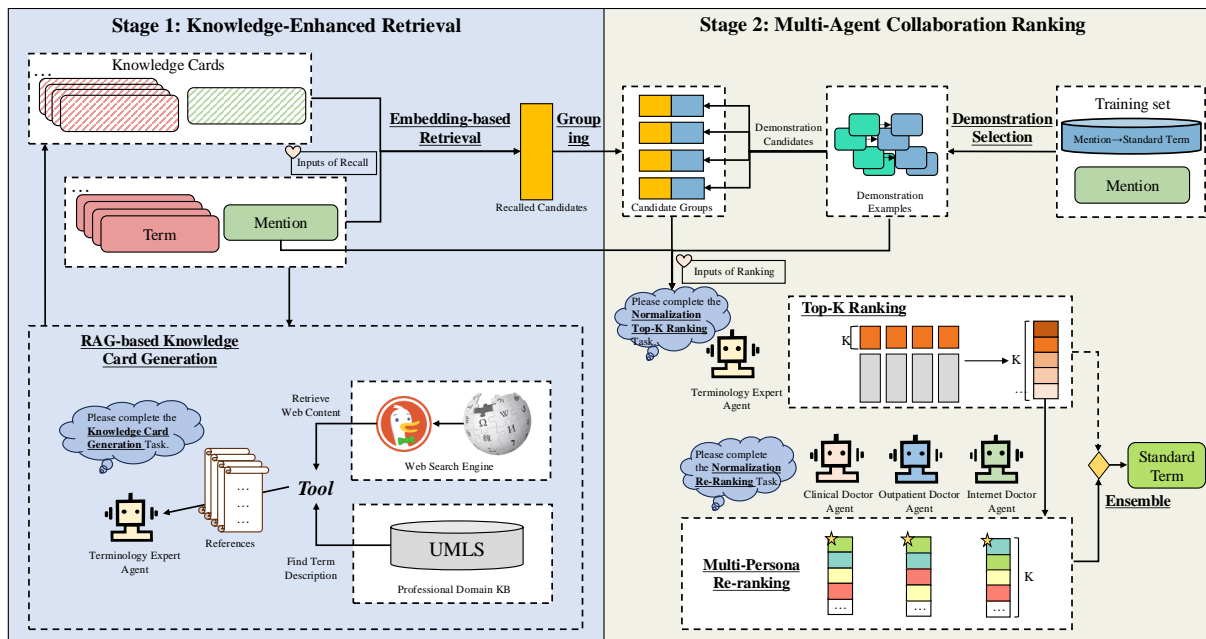 Stage 1: Knowledge-Enhanced Retrieval
Knowledge Cards
...
Embedding-based
Retrieval
Group
ing
Inputs of Recall
Recalled Candidates
...
Term
Mention
RAG-based Knowledge
Card Generation
Please complete the
Knowledge Card
Generation Task.
Terminology Expert
Agent
...
...
...
References
Tool
Retrieve
Web Content
Web Search Engine
Find Term
Description
UMLS
Professional Domain KB
Stage 2: Multi-Agent Collaboration Ranking
Candidate Groups
Demonstration
Candidates
Demonstration
Examples
Demonstration
Selection
Training set
Mention→Standard Term
Mention
Inputs of Ranking
Please complete the
Normalization
Top-K Ranking
Task.
Terminology Expert
Agent
Top-K Ranking
K
K
...
Please complete
the Normalization
Re-Ranking Task
Clinical Doctor
Agent
Outpatient Doctor
Agent
Internet Doctor
Agent
Standard
Term
Ensemble
Multi-Persona
Re-ranking
...
...
...
K